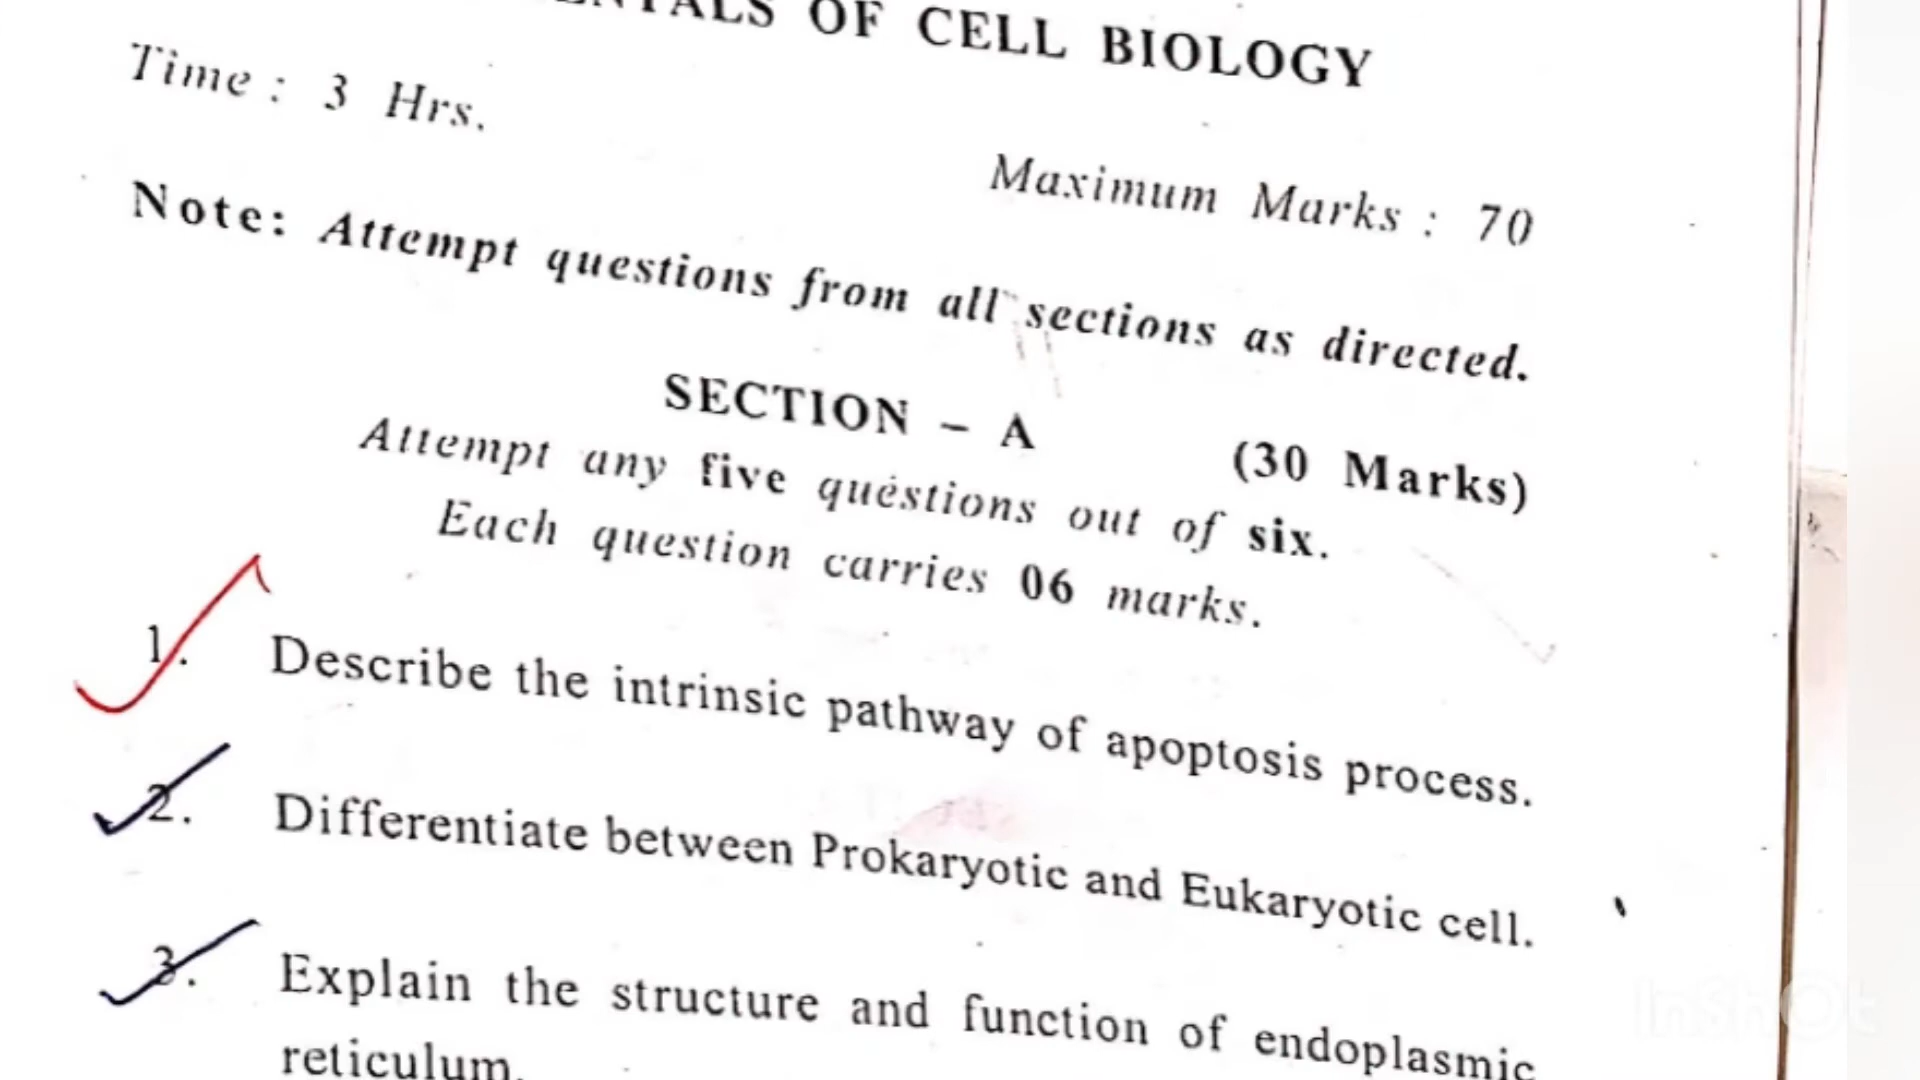 OF CELL BIOLOGY
Time : 3 Hrs.
Maximum Marks : 70
Note: Attempt questions from all sections as directed.
SECTION – A
(30 Marks)
Attempt any five questions out of six.
Each question carries 06 marks.
1. Describe the intrinsic pathway of apoptosis process.
2. Differentiate between Prokaryotic and Eukaryotic cell.
3. Explain the structure and function of endoplasmic
reticulum.
InShOt